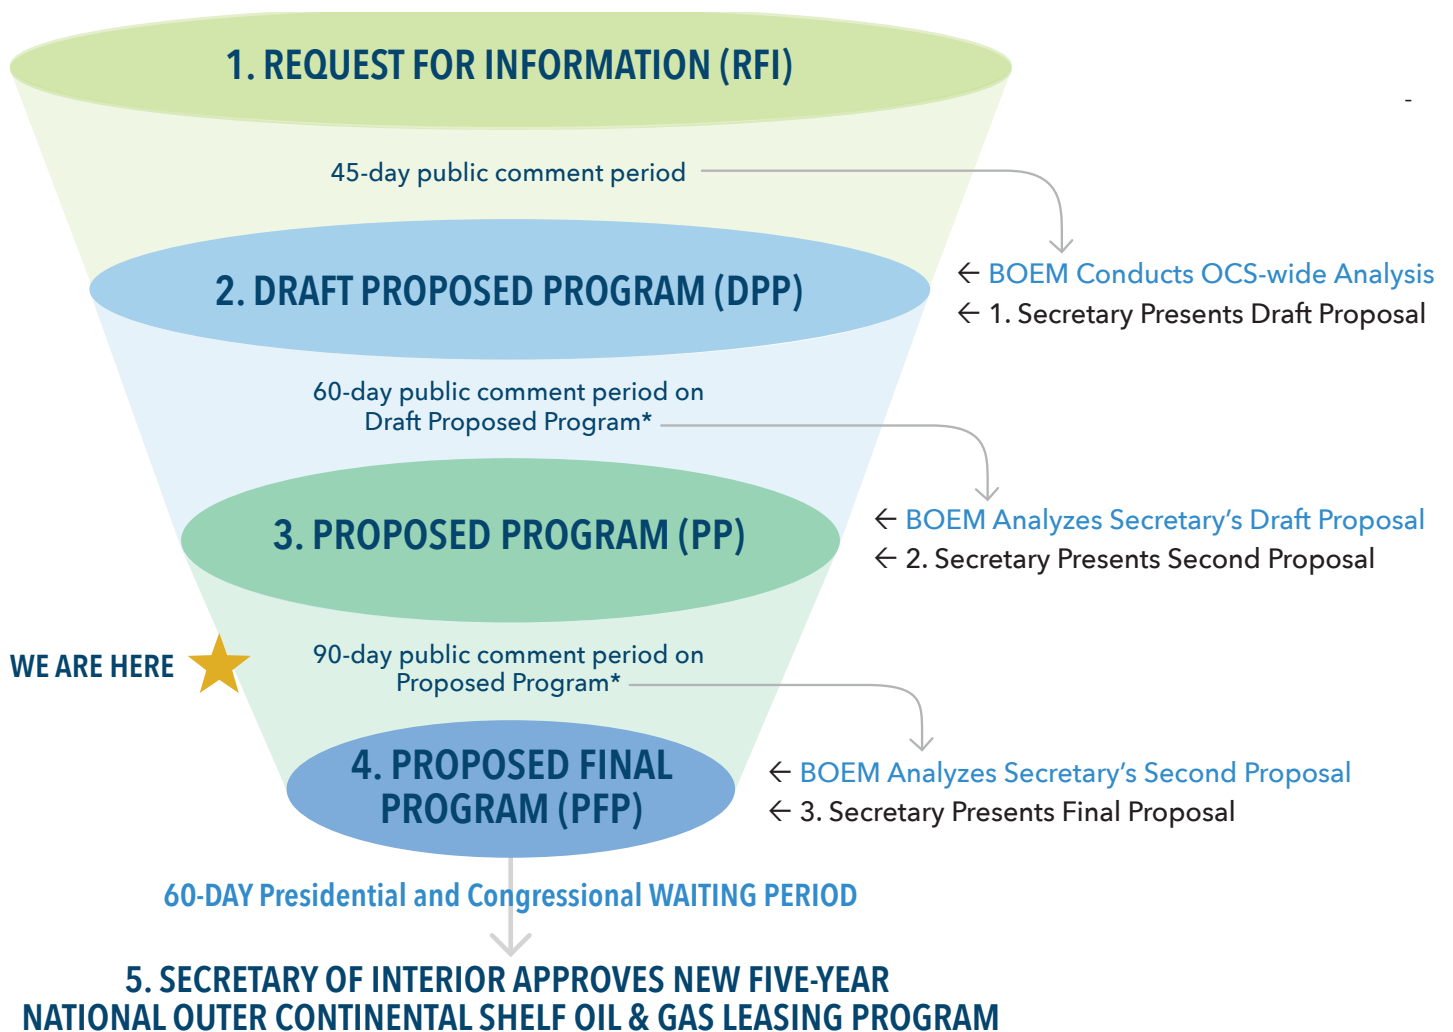 1. REQUEST FOR INFORMATION (RFI)
-
45-day public comment period
← BOEM Conducts OCS-wide Analysis
2. DRAFT PROPOSED PROGRAM (DPP)
← 1. Secretary Presents Draft Proposal
60-day public comment period on
Draft Proposed Program*
← BOEM Analyzes Secretary’s Draft Proposal
3. PROPOSED PROGRAM (PP)
← 2. Secretary Presents Second Proposal
WE ARE HERE
90-day public comment period on
Proposed Program*
4. PROPOSED FINAL
PROGRAM (PFP)
← BOEM Analyzes Secretary’s Second Proposal
← 3. Secretary Presents Final Proposal
60-DAY Presidential and Congressional WAITING PERIOD
5. SECRETARY OF INTERIOR APPROVES NEW FIVE-YEAR
NATIONAL OUTER CONTINENTAL SHELF OIL & GAS LEASING PROGRAM